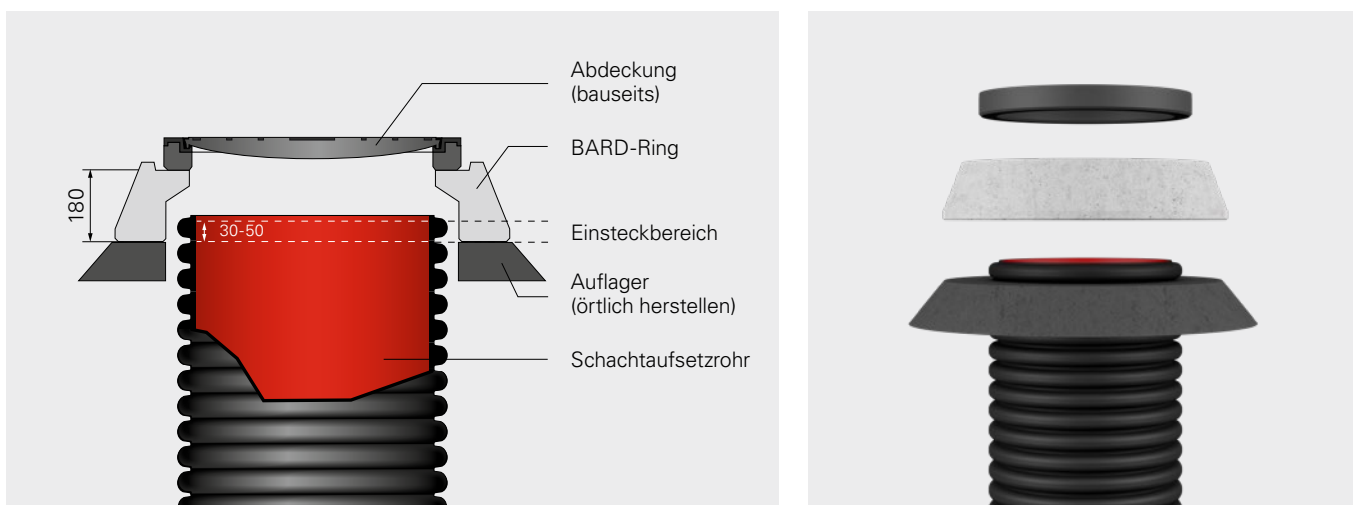 Abdeckung
(bauseits)
BARD-Ring
180
30-50
Einsteckbereich
Auflager
(örtlich herstellen)
Schachtaufsetzrohr